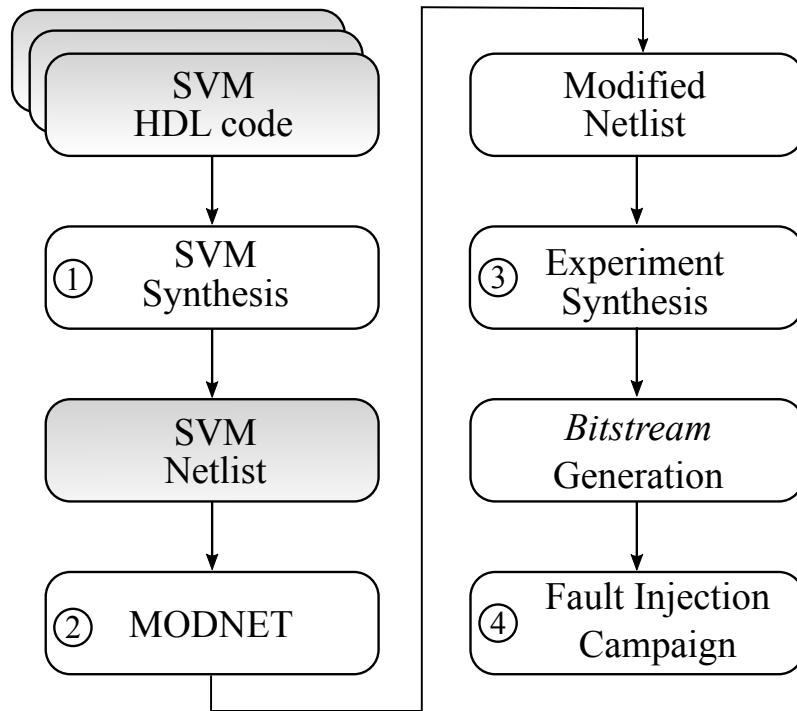 SVM
HDL code
1
SVM
Synthesis
SVM
Netlist
2
MODNET
Modified
Netlist
3
Experiment
Synthesis
Bitstream
Generation
4
Fault Injection
Campaign